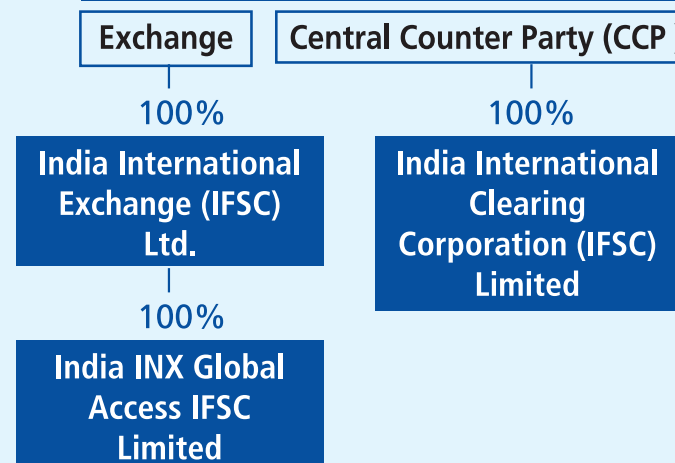 Exchange
Central Counter Party (CCP )
100%
India International
Exchange (IFSC)
Ltd.
100%
India INX Global
Access IFSC
Limited
100%
India International
Clearing
Corporation (IFSC)
Limited